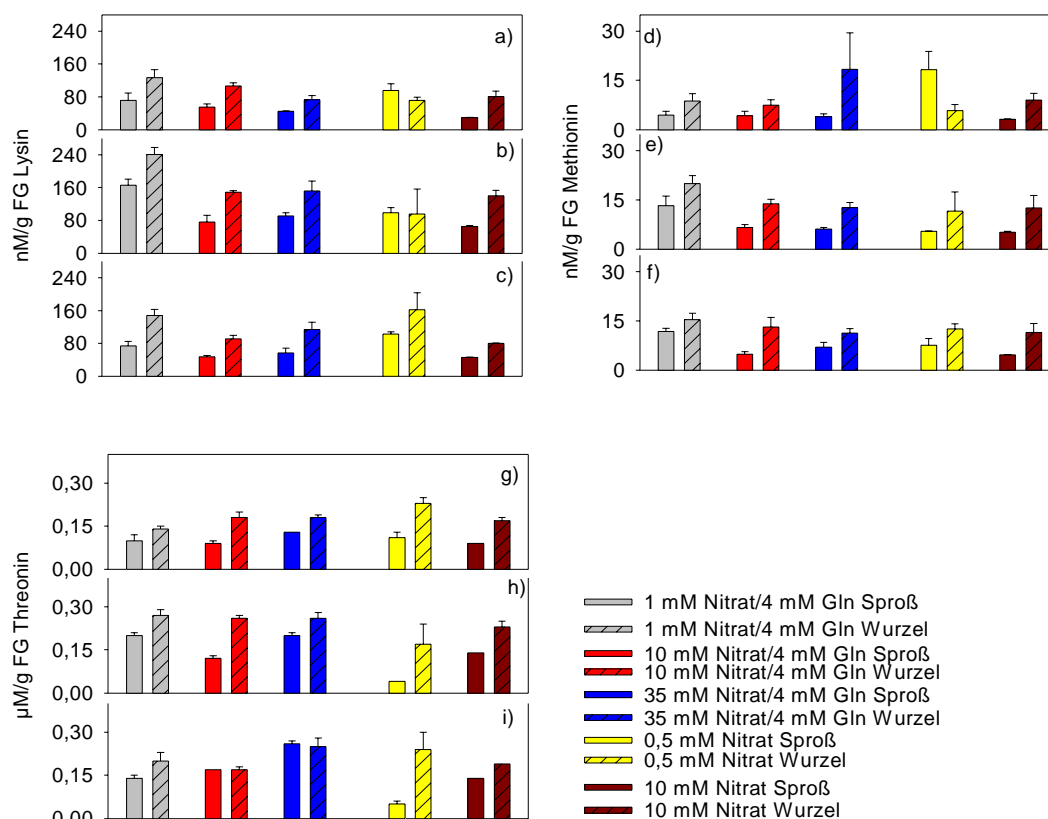 240
160
80
0
a)
240
160
80
0
b)
240
160
80
0
c)
nM/g FG Lysin
30
15
0
d)
30
15
0
e)
30
15
0
f)
nM/g FG Methionin
0,30
0,15
0,00
g)
0,30
0,15
0,00
h)
0,30
0,15
0,00
i)
µM/g FG Threonin
1 mM Nitrat/4 mM Gln Sproß
1 mM Nitrat/4 mM Gln Wurzel
10 mM Nitrat/4 mM Gln Sproß
10 mM Nitrat/4 mM Gln Wurzel
35 mM Nitrat/4 mM Gln Sproß
35 mM Nitrat/4 mM Gln Wurzel
0,5 mM Nitrat Sproß
0,5 mM Nitrat Wurzel
10 mM Nitrat Sproß
10 mM Nitrat Wurzel